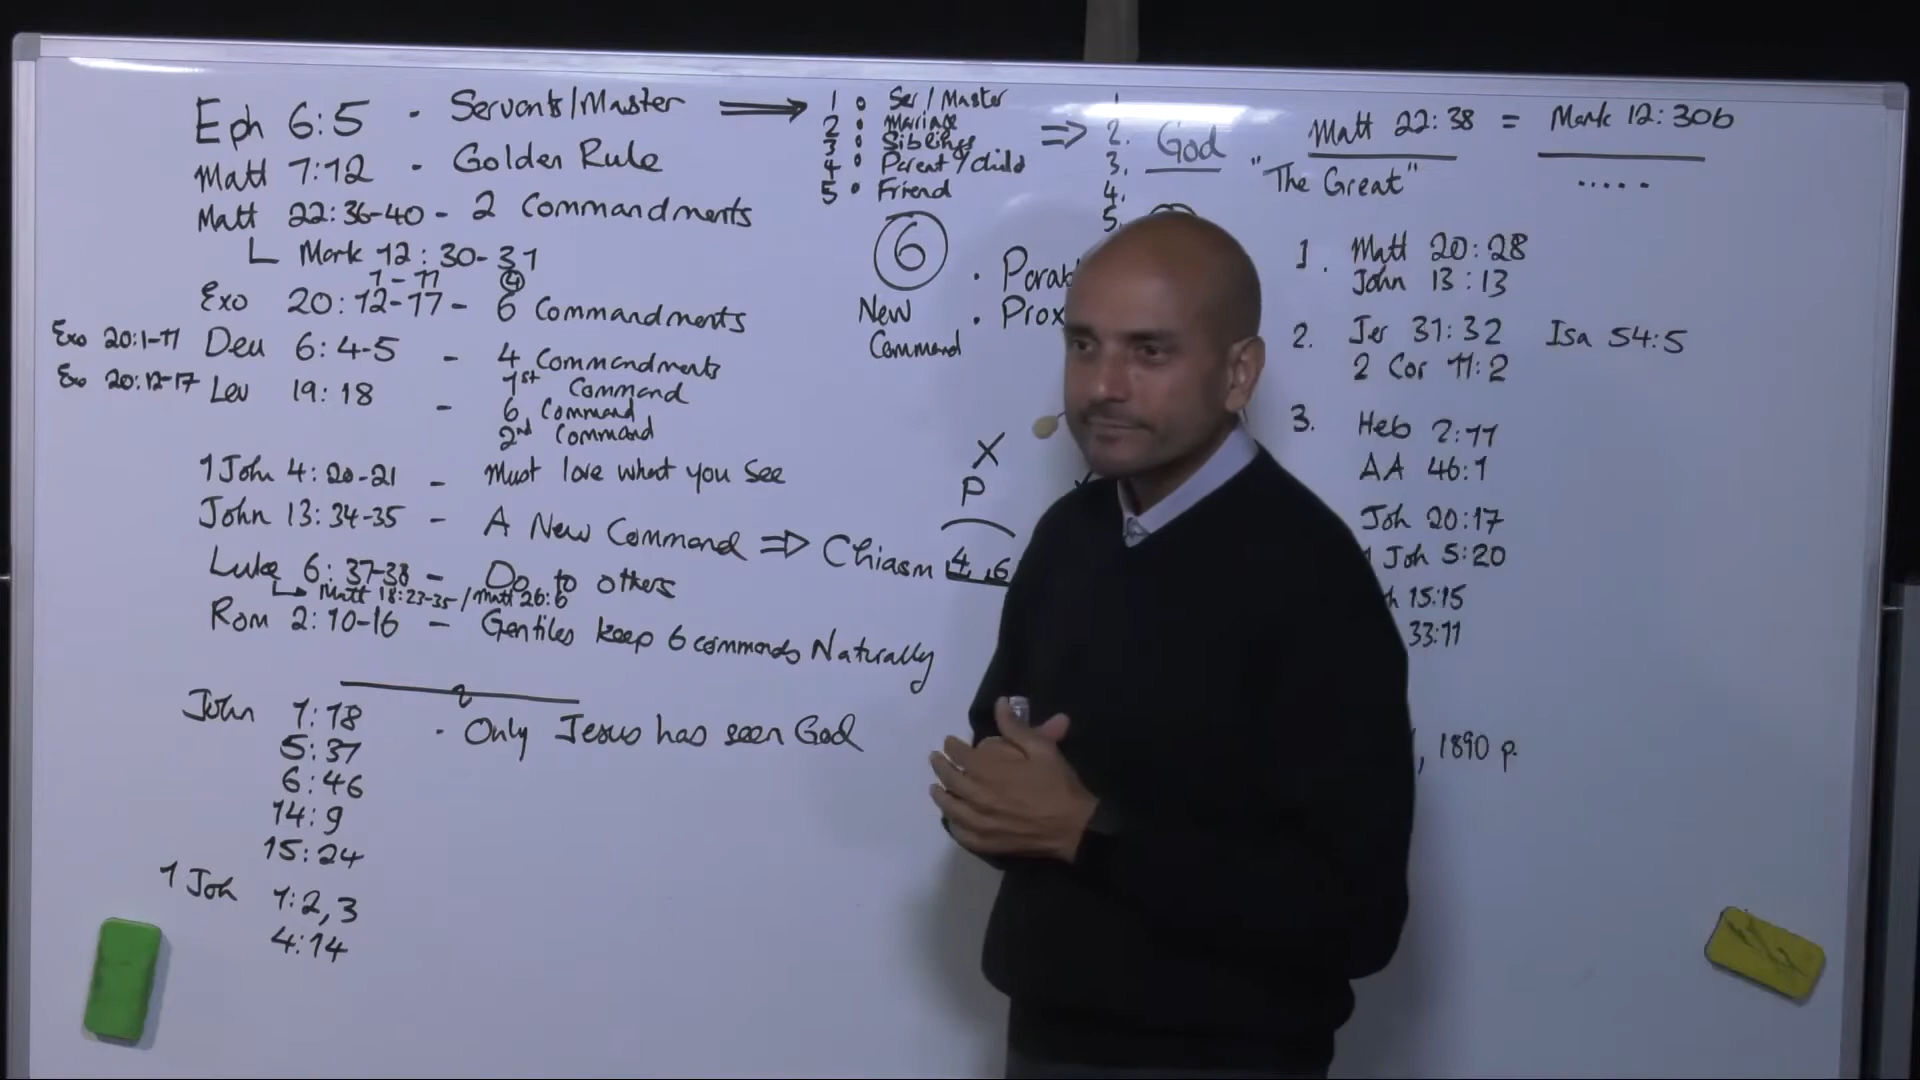 Eph 6:5 - Servants/Master
Matt 7:12 - Golden Rule
Matt 22:36-40 - 2 Commandments
Mark 12:30-31
1-11 4
Exo 20:12-17 - 6 Commandments
Exo 20:1-11 Deu 6:4-5 - 4 Commandments
1st Command
Exo 20:12-17 Lev 19:18 - 6 Command
2nd Command
1 John 4:20-21 - Must love what you see
John 13:34-35 - A New Command ⇒ Chiasm
Luke 6:37-38 - Do to others
Matt 18:23-35 / Matt 26:6
Rom 2:10-16 - Gentiles keep 6 commands Naturally
John 1:18 - Only Jesus has seen God
5:37
6:46
14:9
15:24
1 Joh 1:2,3
4:14
1 • Ser/Master
2 • Mariage
3 • Siblings
4 • Parent/child
5 • Friend
6
New
Command
X
P
4 6
1
2. God
3.
4.
5.
Matt 22:38 = Mark 12:30b
"The Great" .....
1. Matt 20:28
John 13:13
2. Jer 31:32 Isa 54:5
2 Cor 11:2
3. Heb 2:11
AA 46:1
Joh 20:17
Joh 5:20
15:15
33:11
, 1890 p.